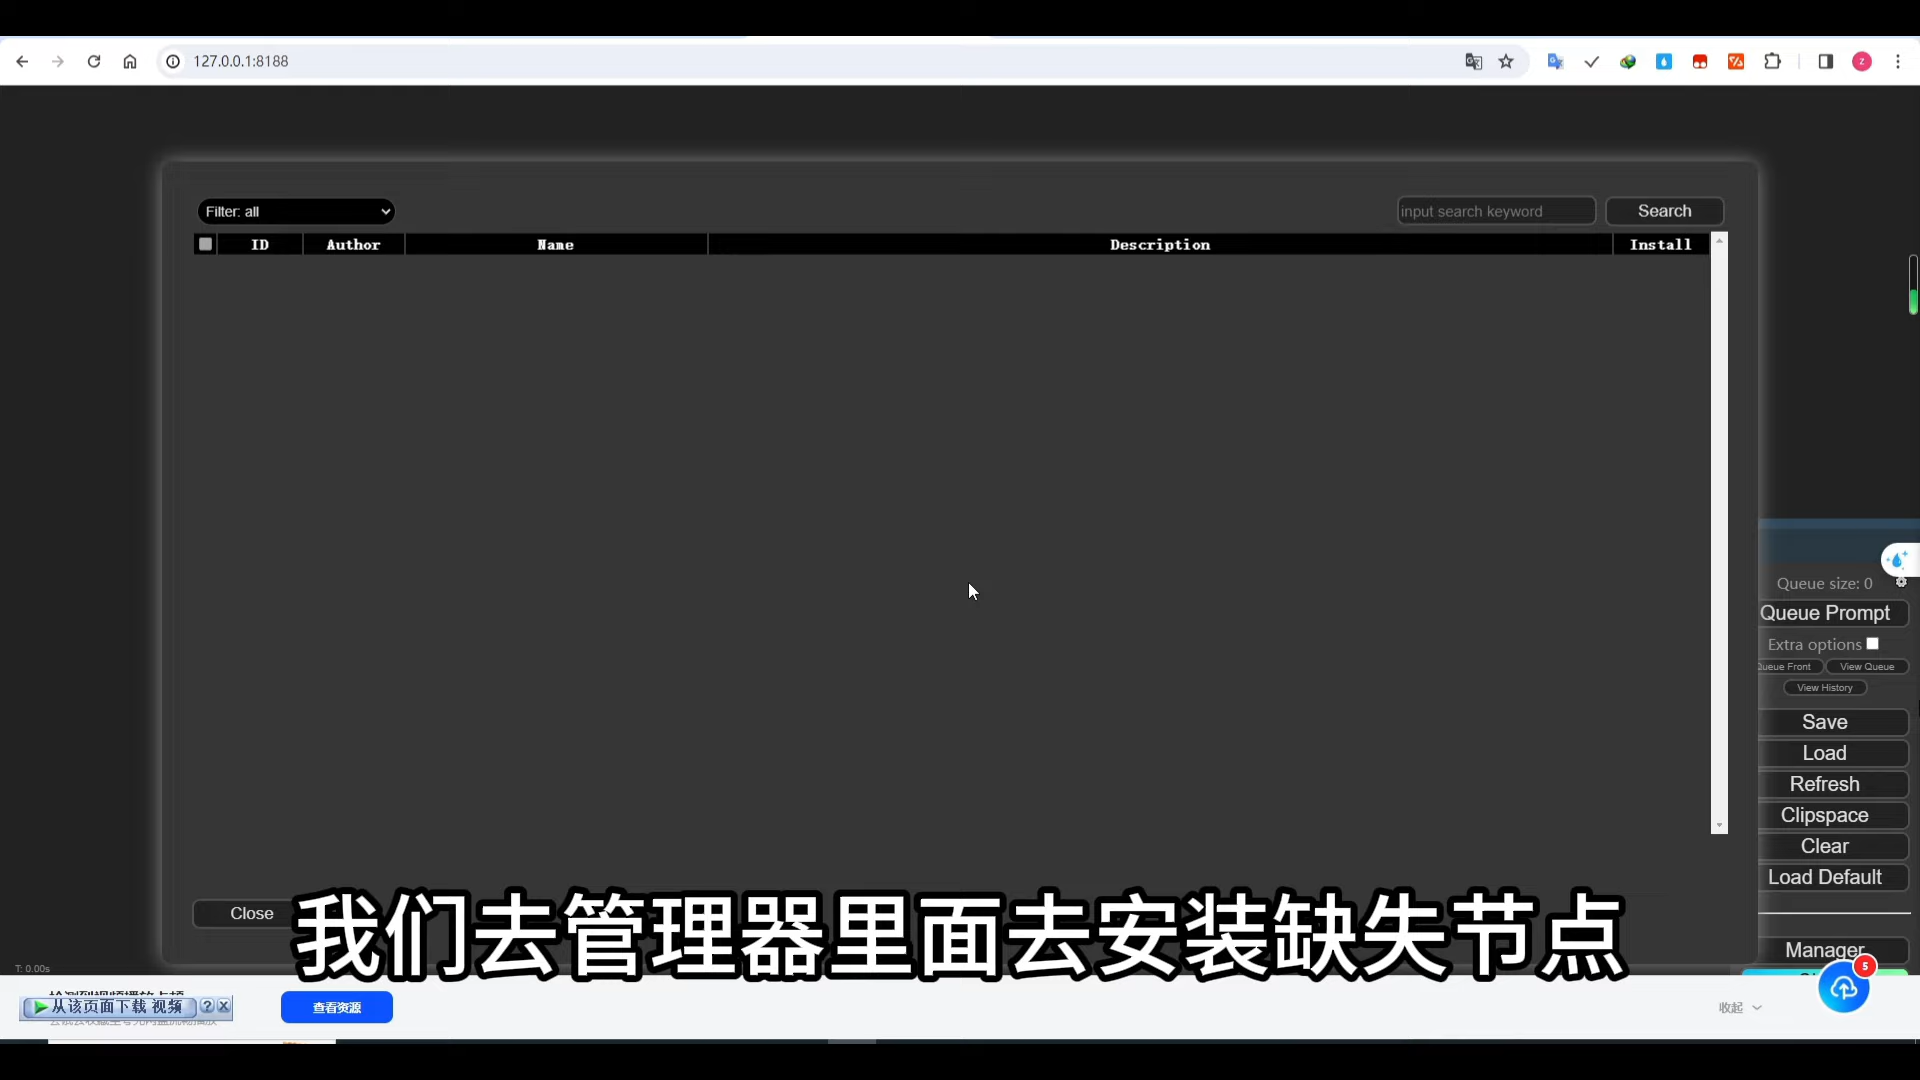 127.0.0.1:8188
Z
Filter: all
input search keyword
Search
ID Author Name Description Install
Queue size: 0
Queue Prompt
Extra options
Queue Front View Queue
View History
Save
Load
Refresh
Clipspace
Clear
Load Default
Close
我们去管理器里面去安装缺失节点
Manager
T: 0.00s
5
从该页面下载 视频
查看资源
收起